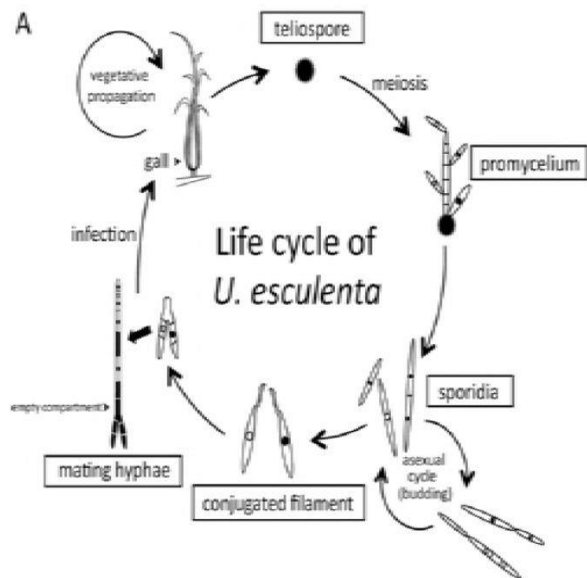 A
teliospore
vegetative
propagation
meiosis
gall
promycelium
infection
Life cycle of
U. esculenta
empty compartment
sporidia
mating hyphae
conjugated filament
asexual
cycle
(budding)